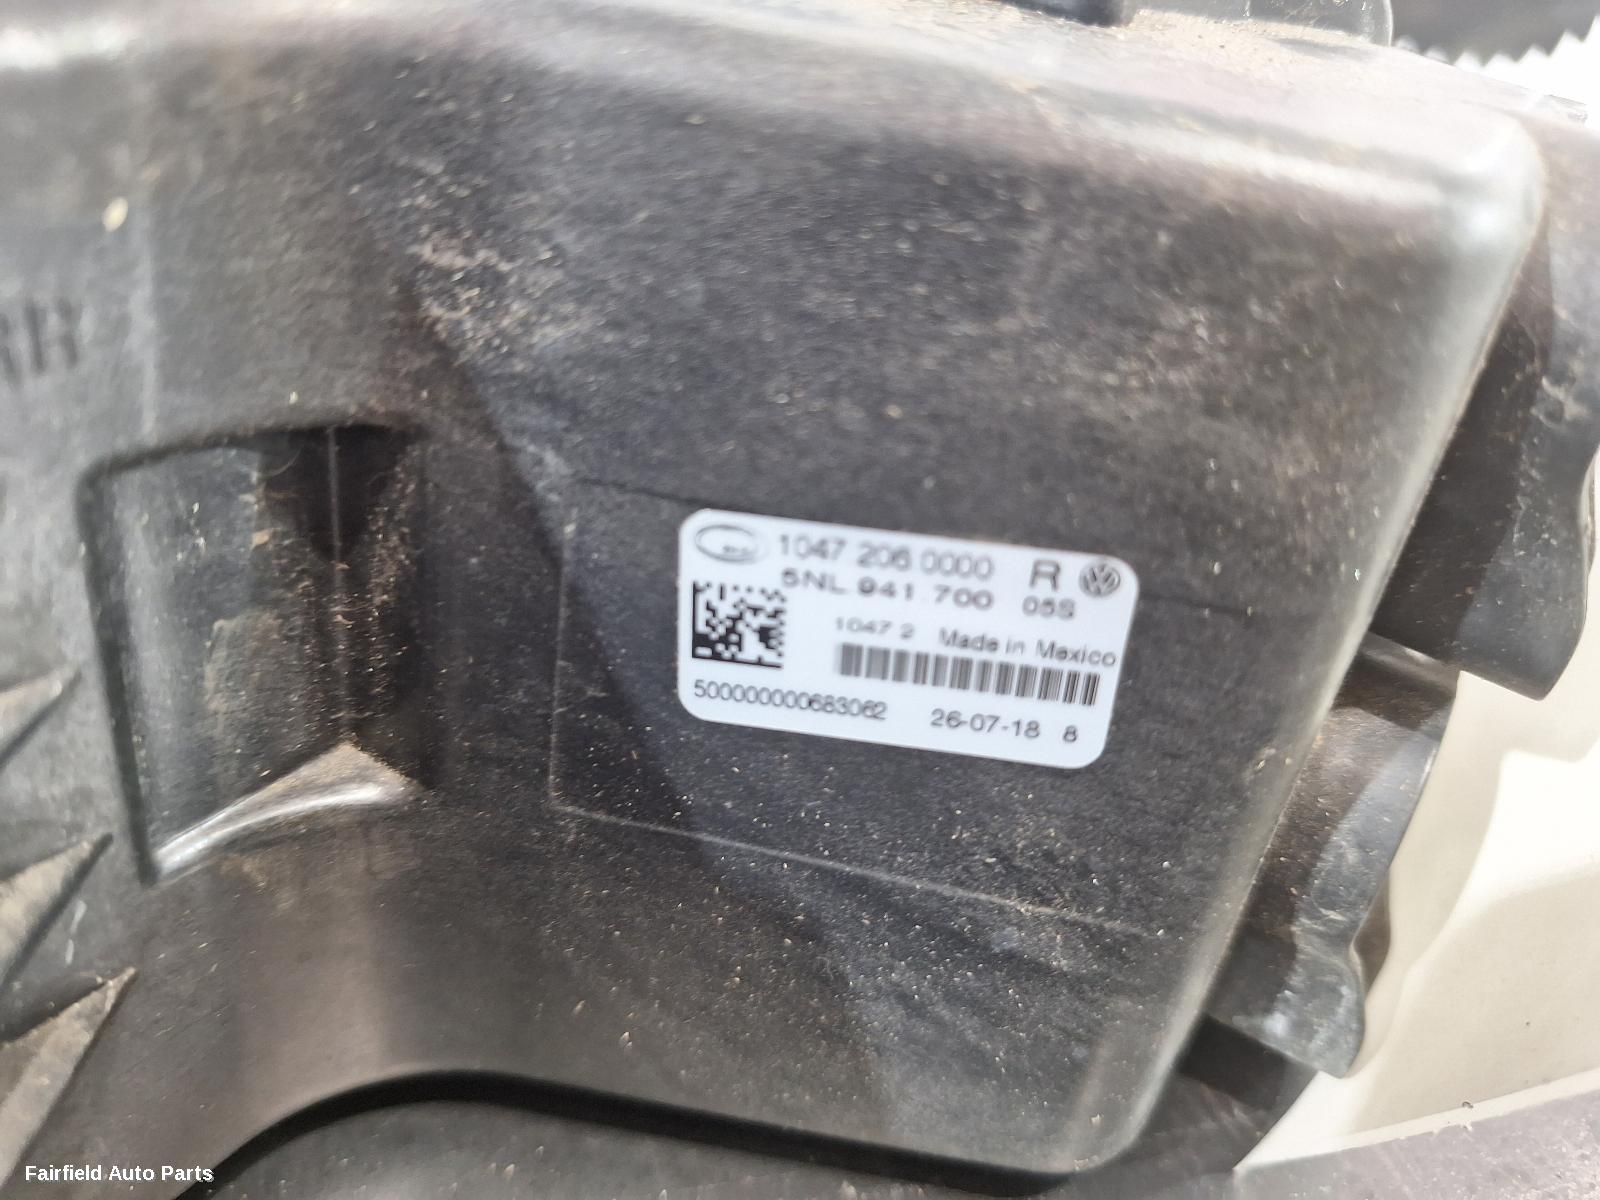 1047 206 0000 R
5NL 941 700 05S
1047 2 Made in Mexico
500000000683062 26-07-18 8
Fairfield Auto Parts